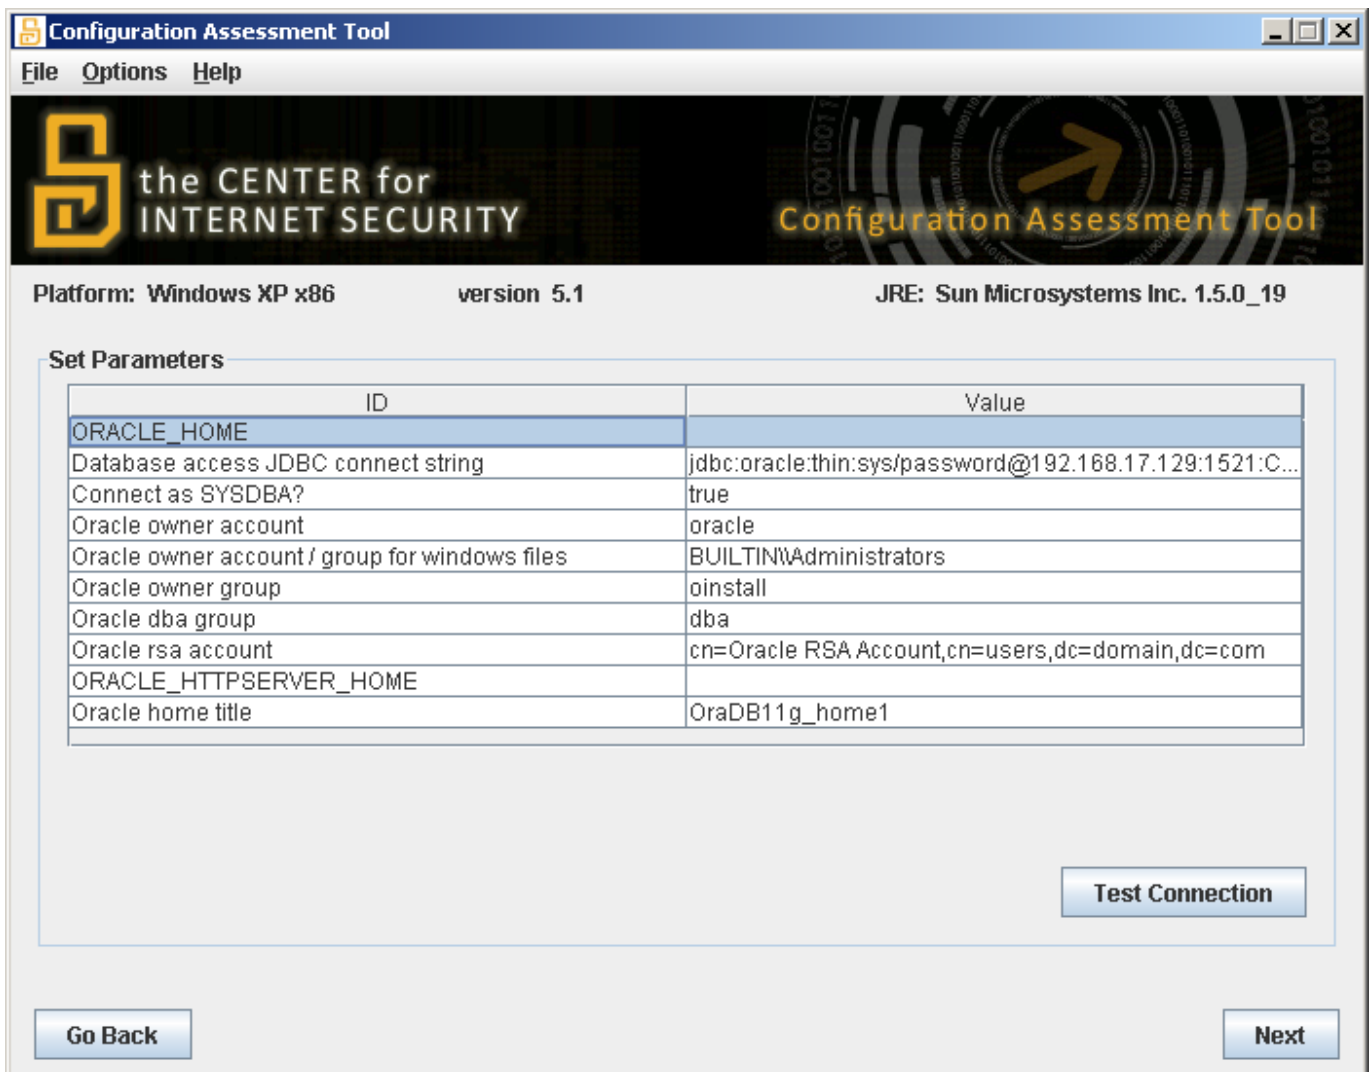 Configuration Assessment Tool
File Options Help
the CENTER for
INTERNET SECURITY
Configuration Assessment Tool
Platform: Windows XP x86 version 5.1 JRE: Sun Microsystems Inc. 1.5.0_19
Set Parameters
ID Value
ORACLE_HOME
Database access JDBC connect string jdbc:oracle:thin:sys/password@192.168.17.129:1521:C...
Connect as SYSDBA? true
Oracle owner account oracle
Oracle owner account / group for windows files BUILTIN\\Administrators
Oracle owner group oinstall
Oracle dba group dba
Oracle rsa account cn=Oracle RSA Account,cn=users,dc=domain,dc=com
ORACLE_HTTPSERVER_HOME
Oracle home title OraDB11g_home1
Test Connection
Go Back Next